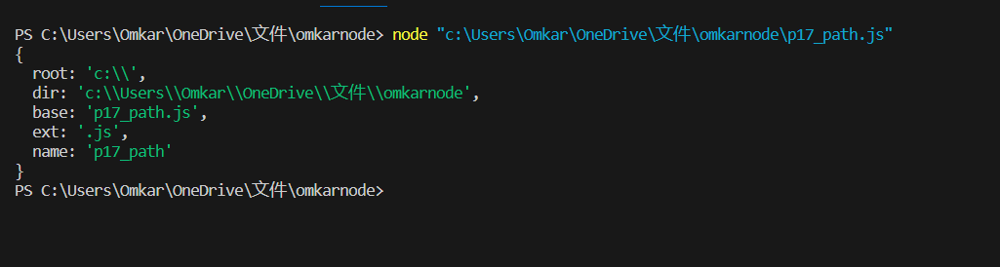 PS C:\Users\Omkar\OneDrive\文件\omkarnode> node "c:\Users\Omkar\OneDrive\文件\omkarnode\p17_path.js"
{
  root: 'c:\\',
  dir: 'c:\\Users\\Omkar\\OneDrive\\文件\\omkarnode',
  base: 'p17_path.js',
  ext: '.js',
  name: 'p17_path'
}
PS C:\Users\Omkar\OneDrive\文件\omkarnode>